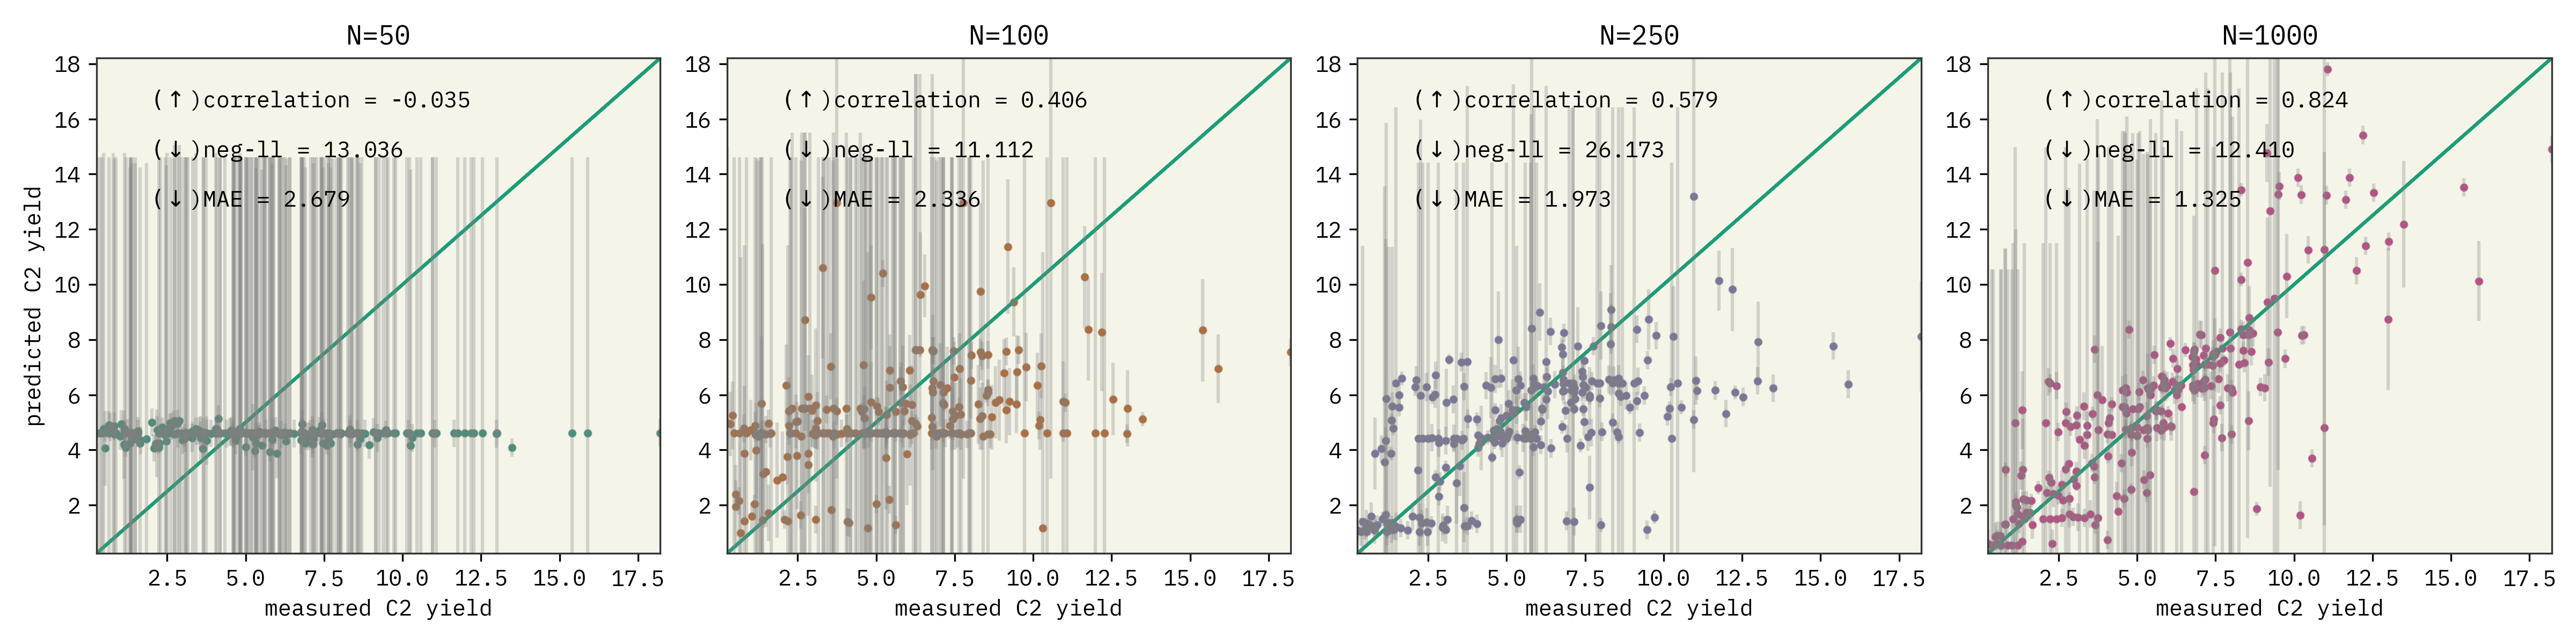 N=50
(↑)correlation = -0.035
(↓)neg-ll = 13.036
(↓)MAE = 2.679
18
16
14
12
10
8
6
4
2
predicted C2 yield
2.5 5.0 7.5 10.0 12.5 15.0 17.5
measured C2 yield
N=100
(↑)correlation = 0.406
(↓)neg-ll = 11.112
(↓)MAE = 2.336
18
16
14
12
10
8
6
4
2
2.5 5.0 7.5 10.0 12.5 15.0 17.5
measured C2 yield
N=250
(↑)correlation = 0.579
(↓)neg-ll = 26.173
(↓)MAE = 1.973
18
16
14
12
10
8
6
4
2
2.5 5.0 7.5 10.0 12.5 15.0 17.5
measured C2 yield
N=1000
(↑)correlation = 0.824
(↓)neg-ll = 12.410
(↓)MAE = 1.325
18
16
14
12
10
8
6
4
2
2.5 5.0 7.5 10.0 12.5 15.0 17.5
measured C2 yield